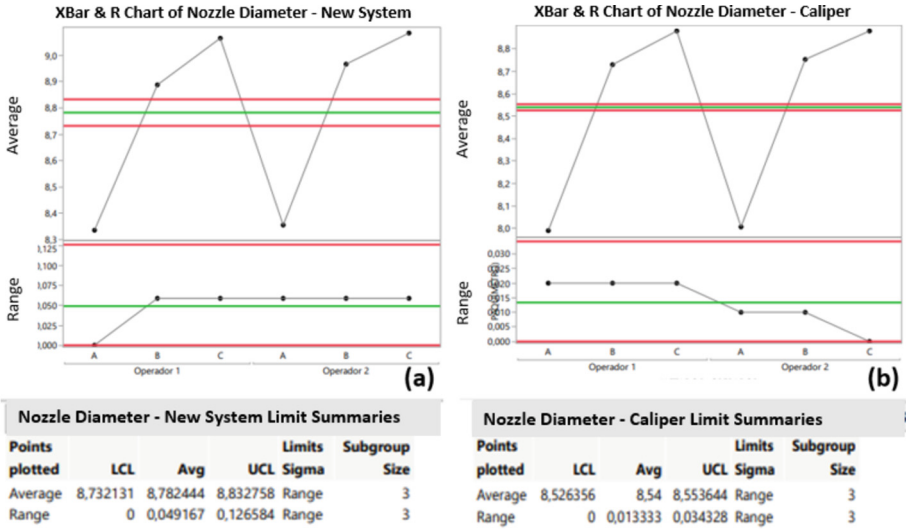 XBar & R Chart of Nozzle Diameter - New System
Average
9,0
8,9
8,8
8,7
8,6
8,5
8,4
8,3
Range
0,125
0,100
0,075
0,050
0,025
0,000
A B C A B C
Operador 1 Operador 2
(a)
XBar & R Chart of Nozzle Diameter - Caliper
Average
8,8
8,7
8,6
8,5
8,4
8,3
8,2
8,1
8,0
Range
0,030
0,025
0,020
0,015
0,010
0,005
0,000
A B C A B C
Operador 1 Operador 2
(b)
Nozzle Diameter - New System Limit Summaries
Points Limits Subgroup
plotted LCL Avg UCL Sigma Size
Average 8,732131 8,782444 8,832758 Range 3
Range 0 0,049167 0,126584 Range 3
Nozzle Diameter - Caliper Limit Summaries
Points Limits Subgroup
plotted LCL Avg UCL Sigma Size
Average 8,526356 8,54 8,553644 Range 3
Range 0 0,013333 0,034328 Range 3